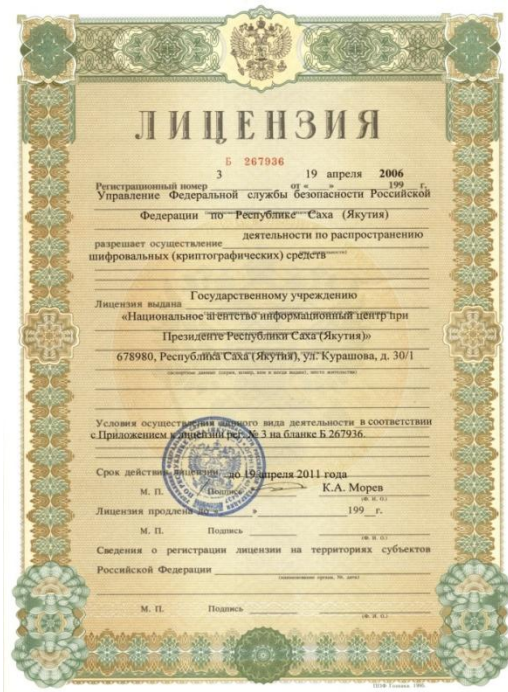 ЛИЦЕНЗИЯ
Б 267936
3 19 апреля 2006
Регистрационный номер от « » 199 г.
Управление Федеральной службы безопасности Российской
Федерации по Республике Саха (Якутия)
деятельности по распространению
разрешает осуществление
шифровальных (криптографических) средств
Государственному учреждению
Лицензия выдана
«Национальное агентство информационный центр при
Президенте Республики Саха (Якутия)»
678980, Республика Саха (Якутия), ул. Курашова, д. 30/1
Условия осуществления данного вида деятельности в соответствии
с Приложением к лицензии рег. № 3 на бланке Б 267936.
Срок действия лицензии до 19 апреля 2011 года
М. П. Подпись К.А. Морев
(Ф. И. О.)
Лицензия продлена до « » 199 г.
М. П. Подпись
(Ф. И. О.)
Сведения о регистрации лицензии на территориях субъектов
Российской Федерации
(наименование органа, №, дата)
М. П. Подпись
(Ф. И. О.)